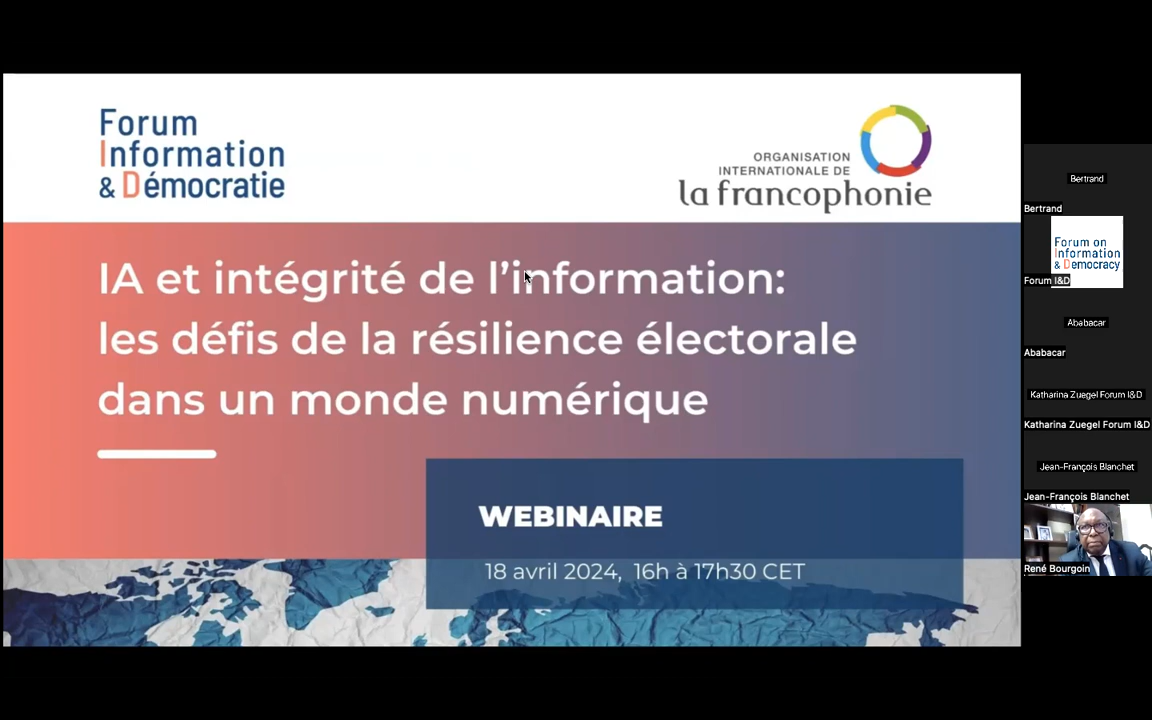 Forum
Information
& Démocratie
ORGANISATION
INTERNATIONALE DE
la francophonie
IA et intégrité de l'information:
les défis de la résilience électorale
dans un monde numérique
WEBINAIRE
18 avril 2024, 16h à 17h30 CET
Bertrand
Bertrand
Forum on
Information
& Democracy
Forum I&D
Ababacar
Ababacar
Katharina Zuegel Forum I&D
Katharina Zuegel Forum I&D
Jean-François Blanchet
Jean-François Blanchet
René Bourgoin